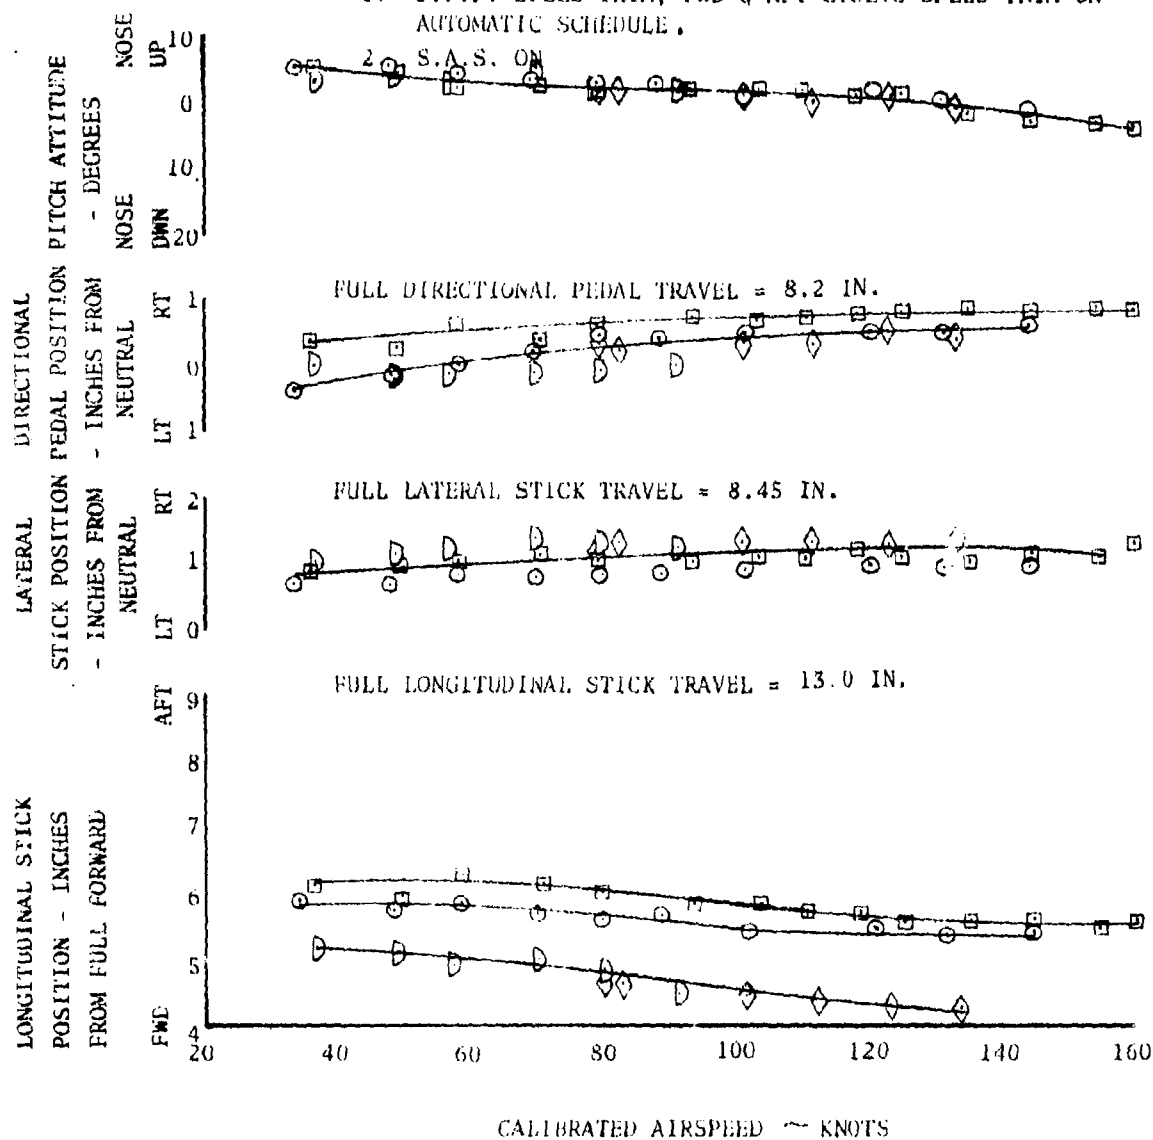 SPEED TRIM, FWD & AFT
AUTOMATIC SCHEDULE.
2. S.A.S. ON
PITCH ATTITUDE
- DEGREES
NOSE UP
NOSE DWN
10
0
10
20
FULL DIRECTIONAL PEDAL TRAVEL = 8.2 IN.
DIRECTIONAL
PEDAL POSITION
- INCHES FROM
NEUTRAL
RT
LT
1
0
1
FULL LATERAL STICK TRAVEL = 8.45 IN.
LATERAL
STICK POSITION
- INCHES FROM
NEUTRAL
RT
LT
2
1
0
FULL LONGITUDINAL STICK TRAVEL = 13.0 IN.
LONGITUDINAL STICK
POSITION - INCHES
FROM FULL FORWARD
AFT
FWD
9
8
7
6
5
4
20 40 60 80 100 120 140 160
CALIBRATED AIRSPEED ~ KNOTS